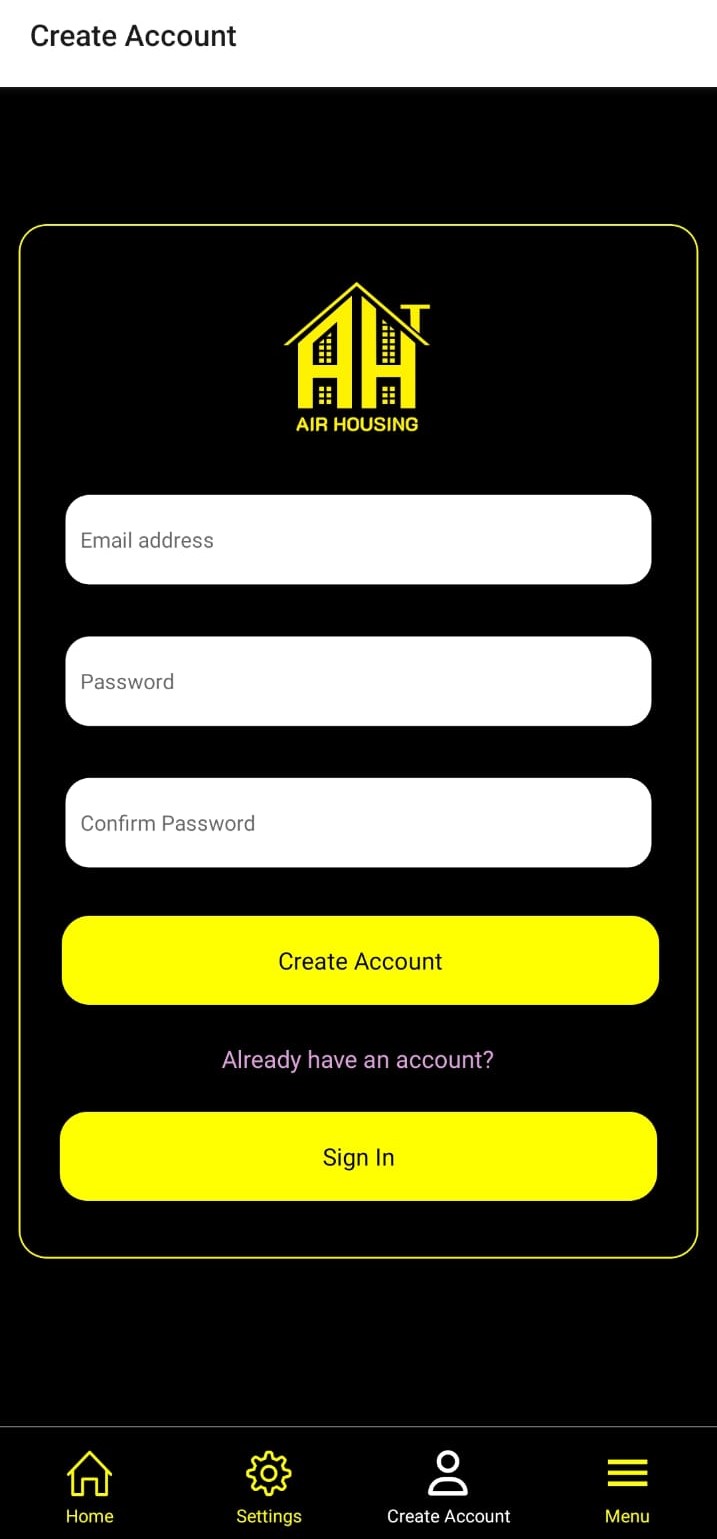 Create Account
AHT
AIR HOUSING
Email address
Password
Confirm Password
Create Account
Already have an account?
Sign In
Home
Settings
Create Account
Menu